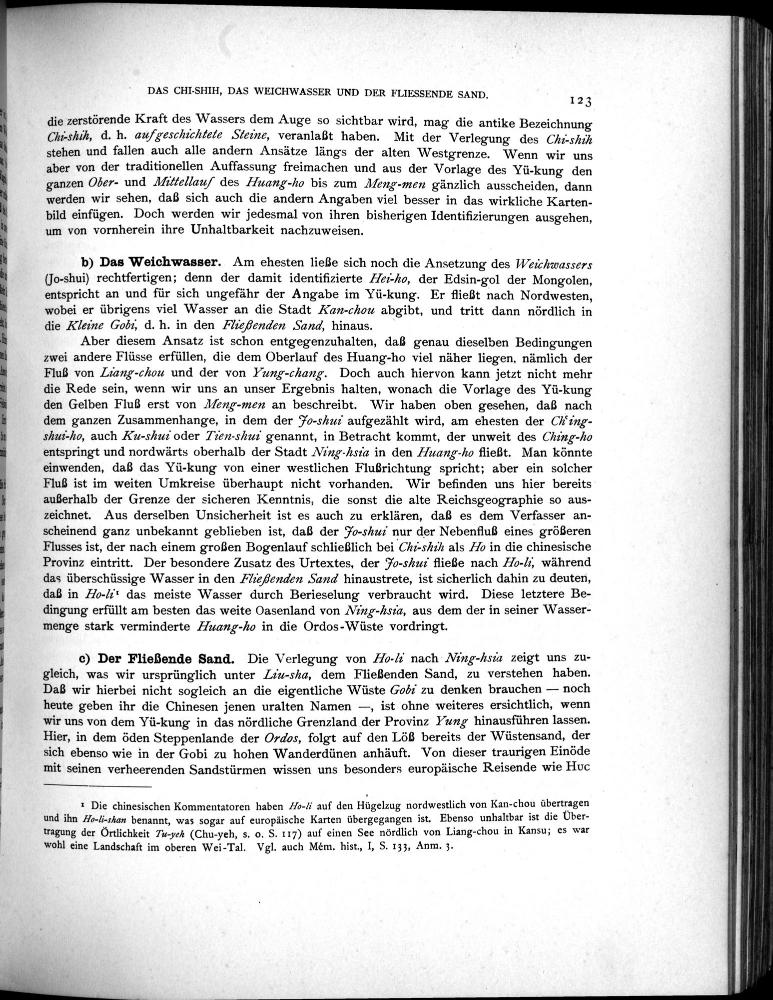 DAS CHI-SHIH, DAS WEICHWASSER UND DER FLIESSENDE SAND.
123
die zerstörende Kraft des Wassers dem Auge so sichtbar wird, mag die antike Bezeichnung
Chi-shih, d. h. aufgeschichtete Steine, veranlaßt haben. Mit der Verlegung des Chi-shih
stehen und fallen auch alle andern Ansätze längs der alten Westgrenze. Wenn wir uns
aber von der traditionellen Auffassung freimachen und aus der Vorlage des Yü-kung den
ganzen Ober- und Mittellauf des Huang-ho bis zum Meng-men gänzlich ausscheiden, dann
werden wir sehen, daß sich auch die andern Angaben viel besser in das wirkliche Karten-
bild einfügen. Doch werden wir jedesmal von ihren bisherigen Identifizierungen ausgehen,
um von vornherein ihre Unhaltbarkeit nachzuweisen.
b) Das Weichwasser. Am ehesten ließe sich noch die Ansetzung des Weichwassers
(Jo-shui) rechtfertigen; denn der damit identifizierte Hei-ho, der Edsin-gol der Mongolen,
entspricht an und für sich ungefähr der Angabe im Yü-kung. Er fließt nach Nordwesten,
wobei er übrigens viel Wasser an die Stadt Kan-chou abgibt, und tritt dann nördlich in
die Kleine Gobi, d. h. in den Fließenden Sand, hinaus.
Aber diesem Ansatz ist schon entgegenzuhalten, daß genau dieselben Bedingungen
zwei andere Flüsse erfüllen, die dem Oberlauf des Huang-ho viel näher liegen, nämlich der
Fluß von Liang-chou und der von Yung-chang. Doch auch hiervon kann jetzt nicht mehr
die Rede sein, wenn wir uns an unser Ergebnis halten, wonach die Vorlage des Yü-kung
den Gelben Fluß erst von Meng-men an beschreibt. Wir haben oben gesehen, daß nach
dem ganzen Zusammenhange, in dem der Jo-shui aufgezählt wird, am ehesten der Ch'ing-
shui-ho, auch Ku-shui oder Tien-shui genannt, in Betracht kommt, der unweit des Ching-ho
entspringt und nordwärts oberhalb der Stadt Ning-hsia in den Huang-ho fließt. Man könnte
einwenden, daß das Yü-kung von einer westlichen Flußrichtung spricht; aber ein solcher
Fluß ist im weiten Umkreise überhaupt nicht vorhanden. Wir befinden uns hier bereits
außerhalb der Grenze der sicheren Kenntnis, die sonst die alte Reichsgeographie so aus-
zeichnet. Aus derselben Unsicherheit ist es auch zu erklären, daß es dem Verfasser an-
scheinend ganz unbekannt geblieben ist, daß der Jo-shui nur der Nebenfluß eines größeren
Flusses ist, der nach einem großen Bogenlauf schließlich bei Chi-shih als Ho in die chinesische
Provinz eintritt. Der besondere Zusatz des Urtextes, der Jo-shui fließe nach Ho-li, während
das überschüssige Wasser in den Fließenden Sand hinaustrete, ist sicherlich dahin zu deuten,
daß in Ho-li¹ das meiste Wasser durch Berieselung verbraucht wird. Diese letztere Be-
dingung erfüllt am besten das weite Oasenland von Ning-hsia, aus dem der in seiner Wasser-
menge stark verminderte Huang-ho in die Ordos-Wüste vordringt.
c) Der Fließende Sand. Die Verlegung von Ho-li nach Ning-hsia zeigt uns zu-
gleich, was wir ursprünglich unter Liu-sha, dem Fließenden Sand, zu verstehen haben.
Daß wir hierbei nicht sogleich an die eigentliche Wüste Gobi zu denken brauchen — noch
heute geben ihr die Chinesen jenen uralten Namen —, ist ohne weiteres ersichtlich, wenn
wir uns von dem Yü-kung in das nördliche Grenzland der Provinz Yung hinausführen lassen.
Hier, in dem öden Steppenlande der Ordos, folgt auf den Löß bereits der Wüstensand, der
sich ebenso wie in der Gobi zu hohen Wanderdünen anhäuft. Von dieser traurigen Einöde
mit seinen verheerenden Sandstürmen wissen uns besonders europäische Reisende wie Huc
¹ Die chinesischen Kommentatoren haben Ho-li auf den Hügelzug nordwestlich von Kan-chou übertragen
und ihn Ho-li-shan benannt, was sogar auf europäische Karten übergegangen ist. Ebenso unhaltbar ist die Über-
tragung der Örtlichkeit Tu-yeh (Chu-yeh, s. o. S. 117) auf einen See nördlich von Liang-chou in Kansu; es war
wohl eine Landschaft im oberen Wei-Tal. Vgl. auch Mém. hist., I, S. 133, Anm. 3.